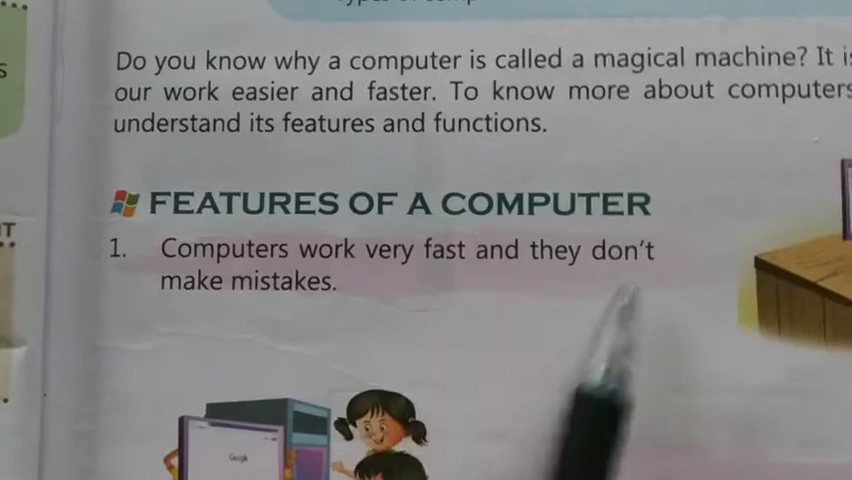 Do you know why a computer is called a magical machine? It is
our work easier and faster. To know more about computers
understand its features and functions.
FEATURES OF A COMPUTER
1. Computers work very fast and they don't
make mistakes.
Google